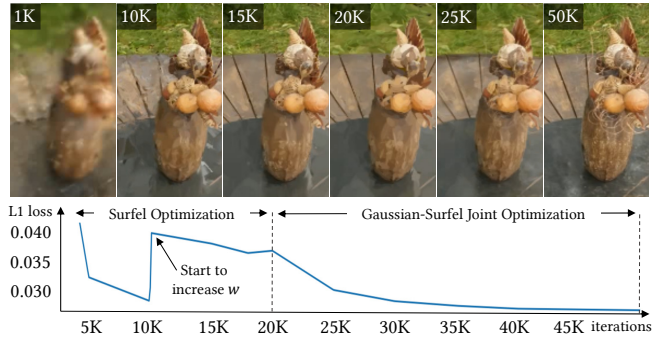 1K 10K 15K 20K 25K 50K
L1 loss
Surfel Optimization
Gaussian-Surfel Joint Optimization
0.040
0.035
0.030
Start to
increase w
5K 10K 15K 20K 25K 30K 35K 40K 45K iterations